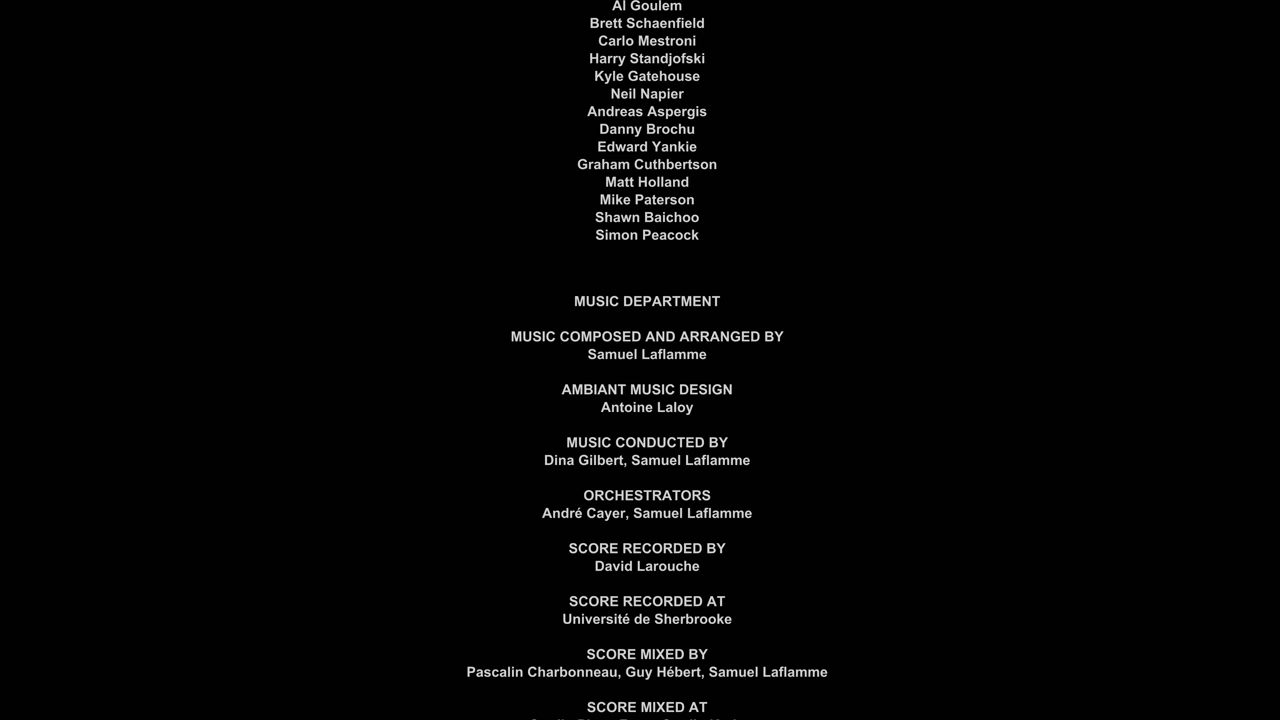 Al Goulem
Brett Schaenfield
Carlo Mestroni
Harry Standjofski
Kyle Gatehouse
Neil Napier
Andreas Aspergis
Danny Brochu
Edward Yankie
Graham Cuthbertson
Matt Holland
Mike Paterson
Shawn Baichoo
Simon Peacock
MUSIC DEPARTMENT
MUSIC COMPOSED AND ARRANGED BY
Samuel Laflamme
AMBIANT MUSIC DESIGN
Antoine Laloy
MUSIC CONDUCTED BY
Dina Gilbert, Samuel Laflamme
ORCHESTRATORS
André Cayer, Samuel Laflamme
SCORE RECORDED BY
David Larouche
SCORE RECORDED AT
Université de Sherbrooke
SCORE MIXED BY
Pascalin Charbonneau, Guy Hébert, Samuel Laflamme
SCORE MIXED AT